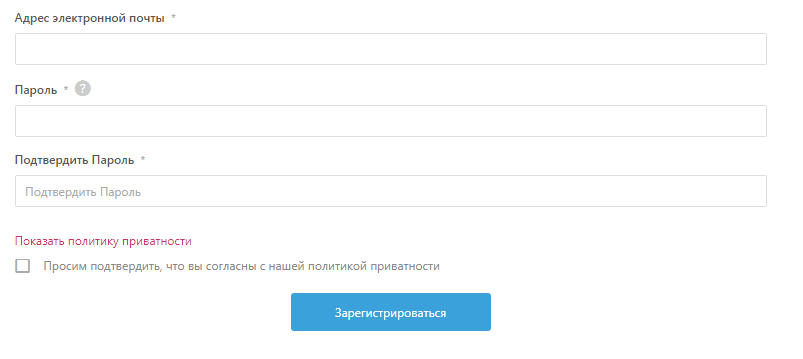 Адрес электронной почты *
Пароль * ?
Подтвердить Пароль *
Подтвердить Пароль
Показать политику приватности
Просим подтвердить, что вы согласны с нашей политикой приватности
Зарегистрироваться